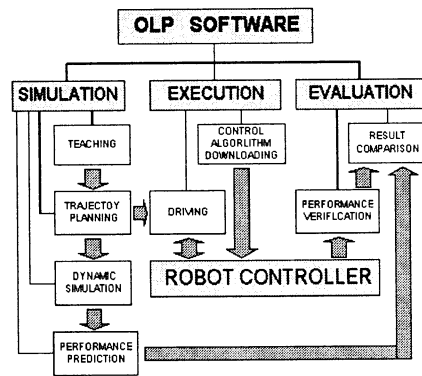 OLP SOFTWARE
SIMULATION
EXECUTION
EVALUATION
TEACHING
CONTROL
ALGORITHM
DOWNLOADING
RESULT
COMPARISON
TRAJECTOY
PLANNING
DRIVING
PERFORMANCE
VERIFLCATION
DYNAMIC
SIMULATION
ROBOT CONTROLLER
PERFORMANCE
PREDICTION